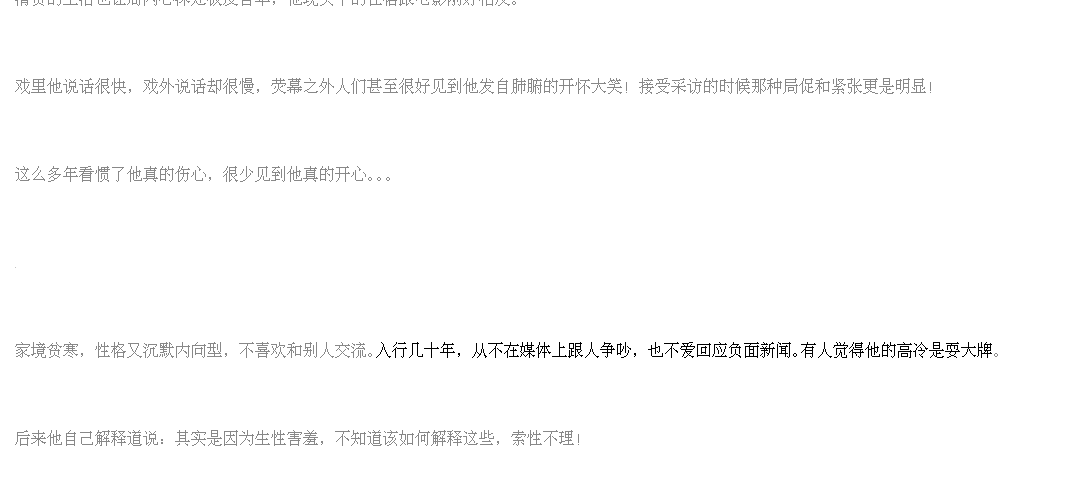 戏里他说话很快，戏外说话却很慢，荧幕之外人们甚至很好见到他发自肺腑的开怀大笑！接受采访的时候那种局促和紧张更是明显！
这么多年看惯了他真的伤心，很少见到他真的开心。。。
家境贫寒，性格又沉默内向型，不喜欢和别人交流。入行几十年，从不在媒体上跟人争吵，也不爱回应负面新闻。有人觉得他的高冷是耍大牌。
后来他自己解释道说：其实是因为生性害羞，不知道该如何解释这些，索性不理！